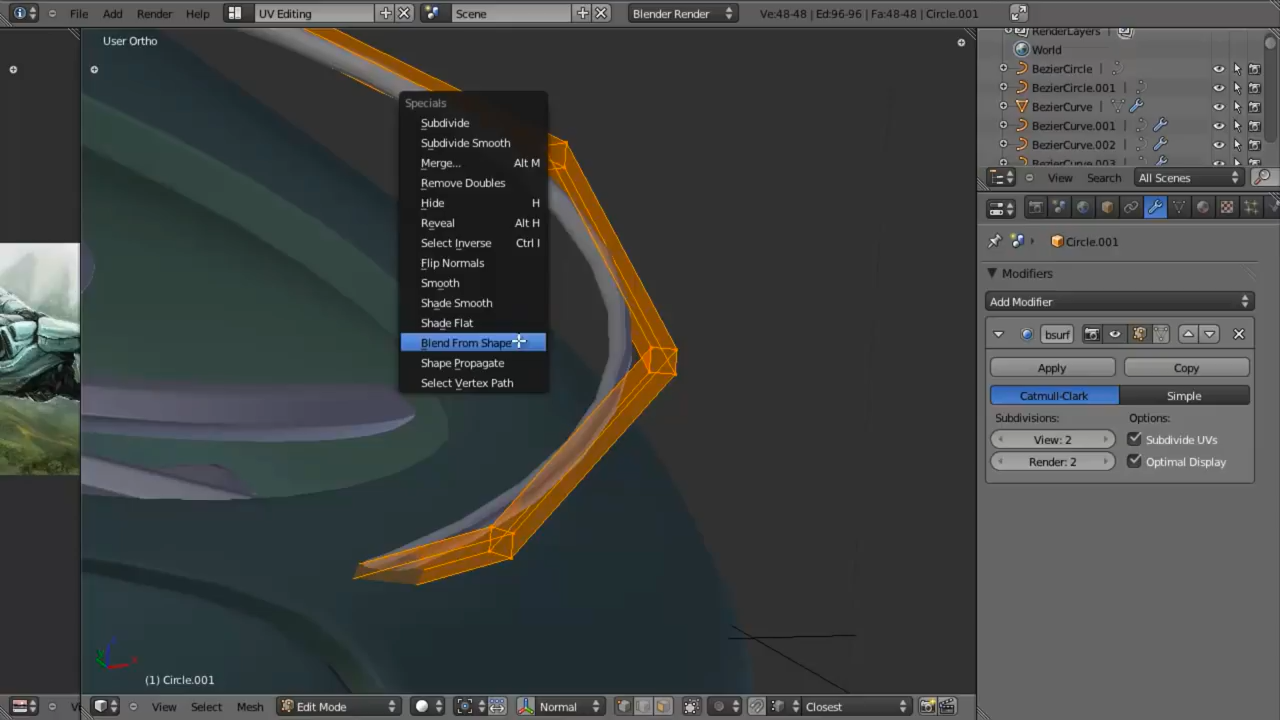 File Add Render Help UV Editing Scene Blender Render Ve:48-48 | Ed:96-96 | Fa:48-48 | Circle.001
User Ortho
Specials
Subdivide
Subdivide Smooth
Merge... Alt M
Remove Doubles
Hide H
Reveal Alt H
Select Inverse Ctrl I
Flip Normals
Smooth
Shade Smooth
Shade Flat
Blend From Shape
Shape Propagate
Select Vertex Path
(1) Circle.001
View Select Mesh Edit Mode Normal Closest
RenderLayers
World
BezierCircle
BezierCircle.001
BezierCurve
BezierCurve.001
BezierCurve.002
BezierCurve.003
View Search All Scenes
Circle.001
Modifiers
Add Modifier
bsurf
Apply Copy
Catmull-Clark Simple
Subdivisions: Options:
View: 2 Subdivide UVs
Render: 2 Optimal Display